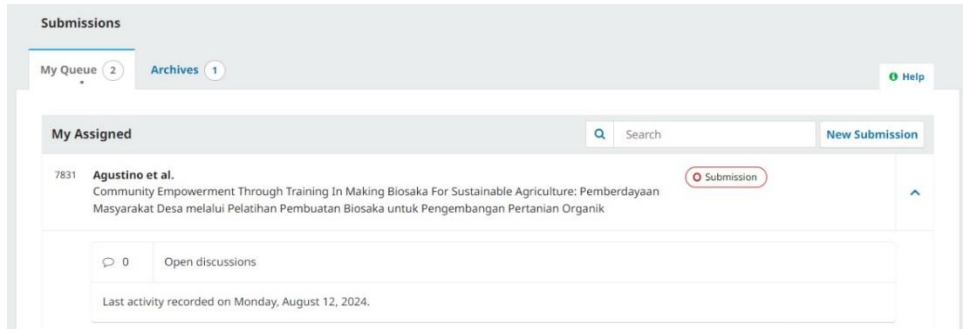 Submissions
My Queue 2 Archives 1
Help
My Assigned Search New Submission
7831 Agustino et al. Submission
Community Empowerment Through Training In Making Biosaka For Sustainable Agriculture: Pemberdayaan
Masyarakat Desa melalui Pelatihan Pembuatan Biosaka untuk Pengembangan Pertanian Organik
0 Open discussions
Last activity recorded on Monday, August 12, 2024.